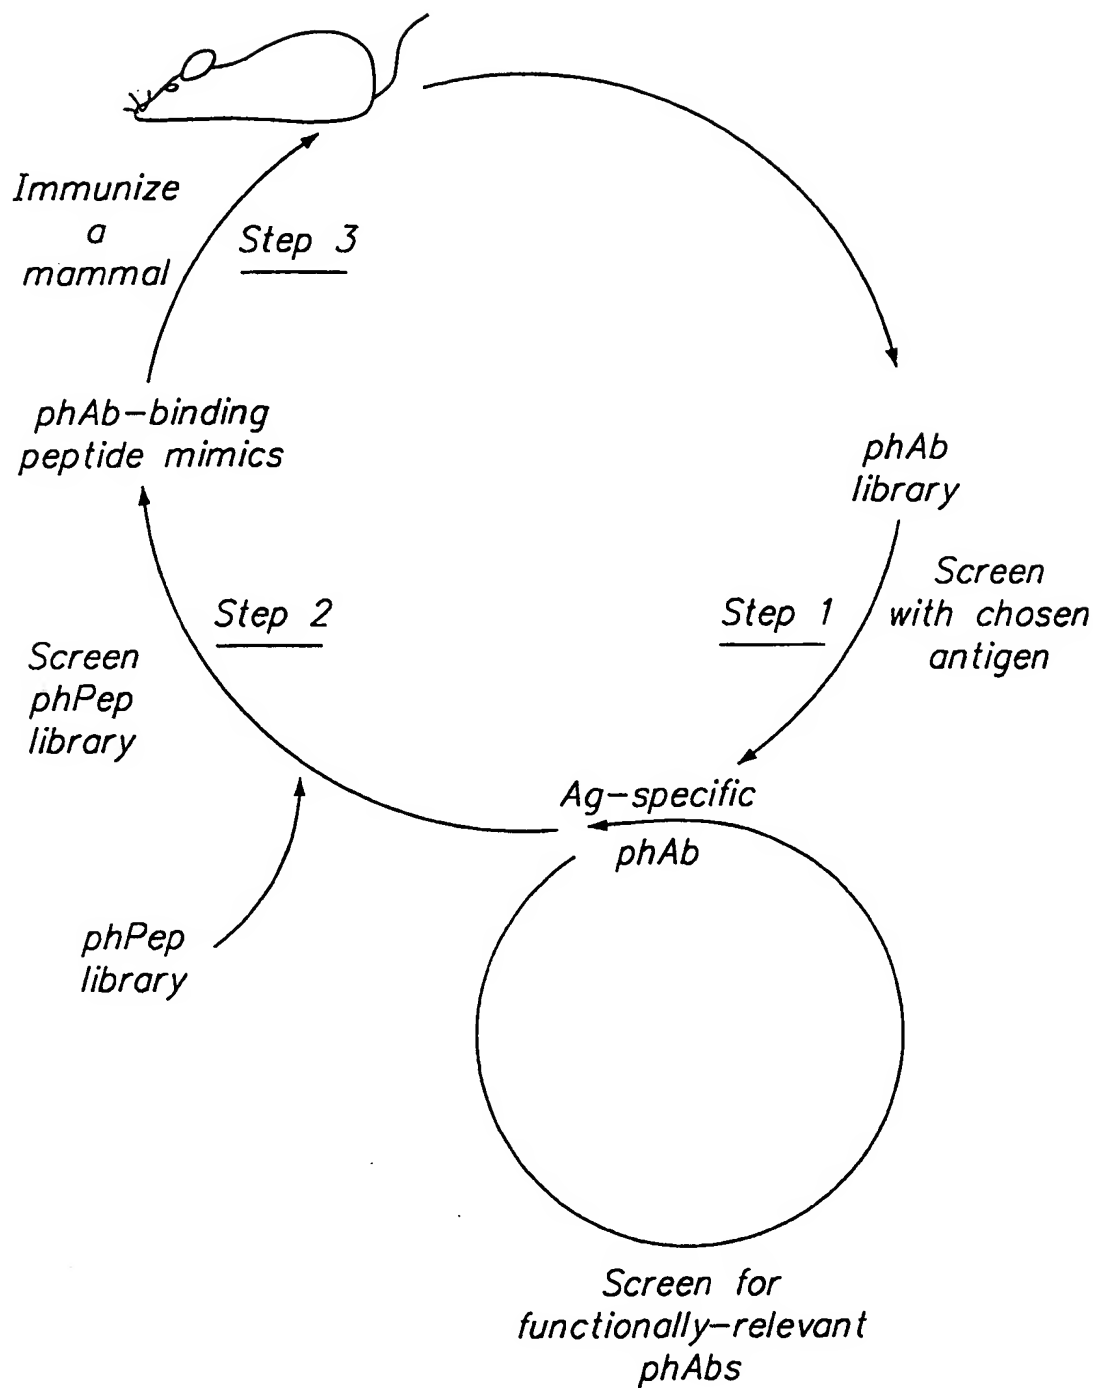 Immunize
a
mammal
Step 3
phAb-binding
peptide mimics
phAb
library
Screen
with chosen
antigen
Step 1
Step 2
Screen
phPep
library
Ag-specific
phAb
phPep
library
Screen for
functionally-relevant
phAbs